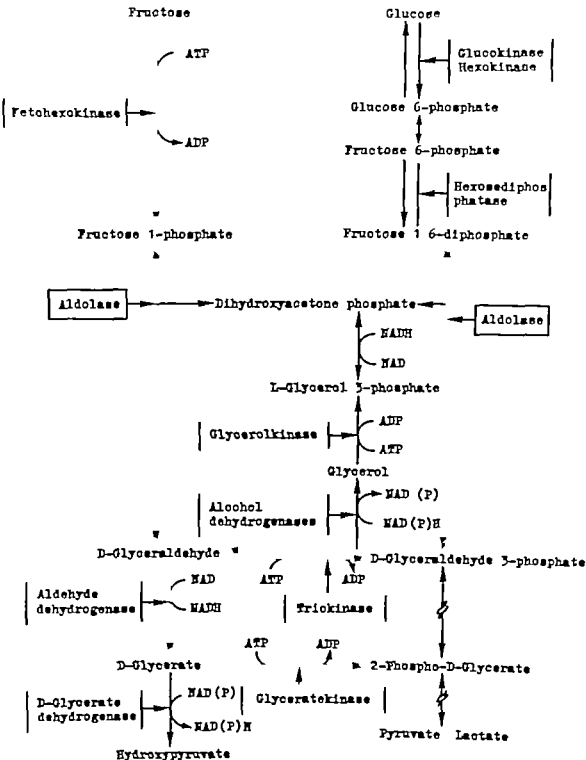 Fructose
Glucose
ATP
Glucokinase
Hexokinase
Fetohexokinase
Glucose 6-phosphate
ADP
Fructose 6-phosphate
Hexosediphos
phatase
Fructose 1-phosphate
Fructose 1 6-diphosphate
Aldolase
Dihydroxyacetone phosphate
Aldolase
NADH
NAD
L-Glycerol 3-phosphate
Glycerolkinase
ADP
ATP
Glycerol
Alcohol
dehydrogenases
NAD (P)
NAD(P)H
D-Glyceraldehyde
D-Glyceraldehyde 3-phosphate
ATP
ADP
Aldehyde
dehydrogenase
NAD
NADH
Triokinase
ATP
ADP
D-Glycerate
2-Phospho-D-Glycerate
D-Glycerate
dehydrogenase
NAD(P)
NAD(P)H
Glyceratekinase
Pyruvate Lactate
Hydroxypyruvate